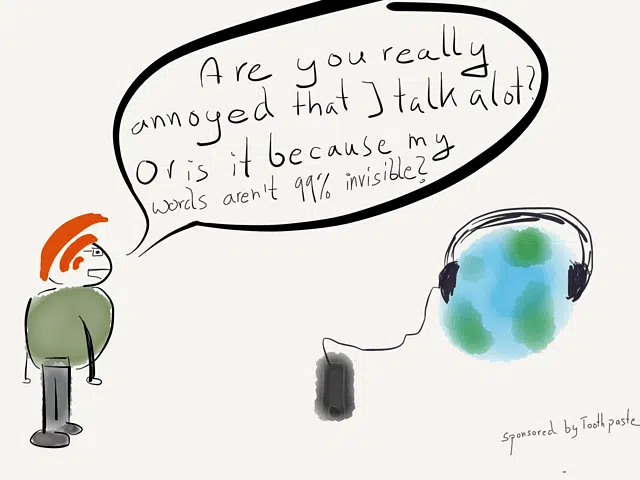 Are you really
annoyed that I talk alot?
Or is it because my
words aren't 99% invisible?
sponsored by Toothpaste